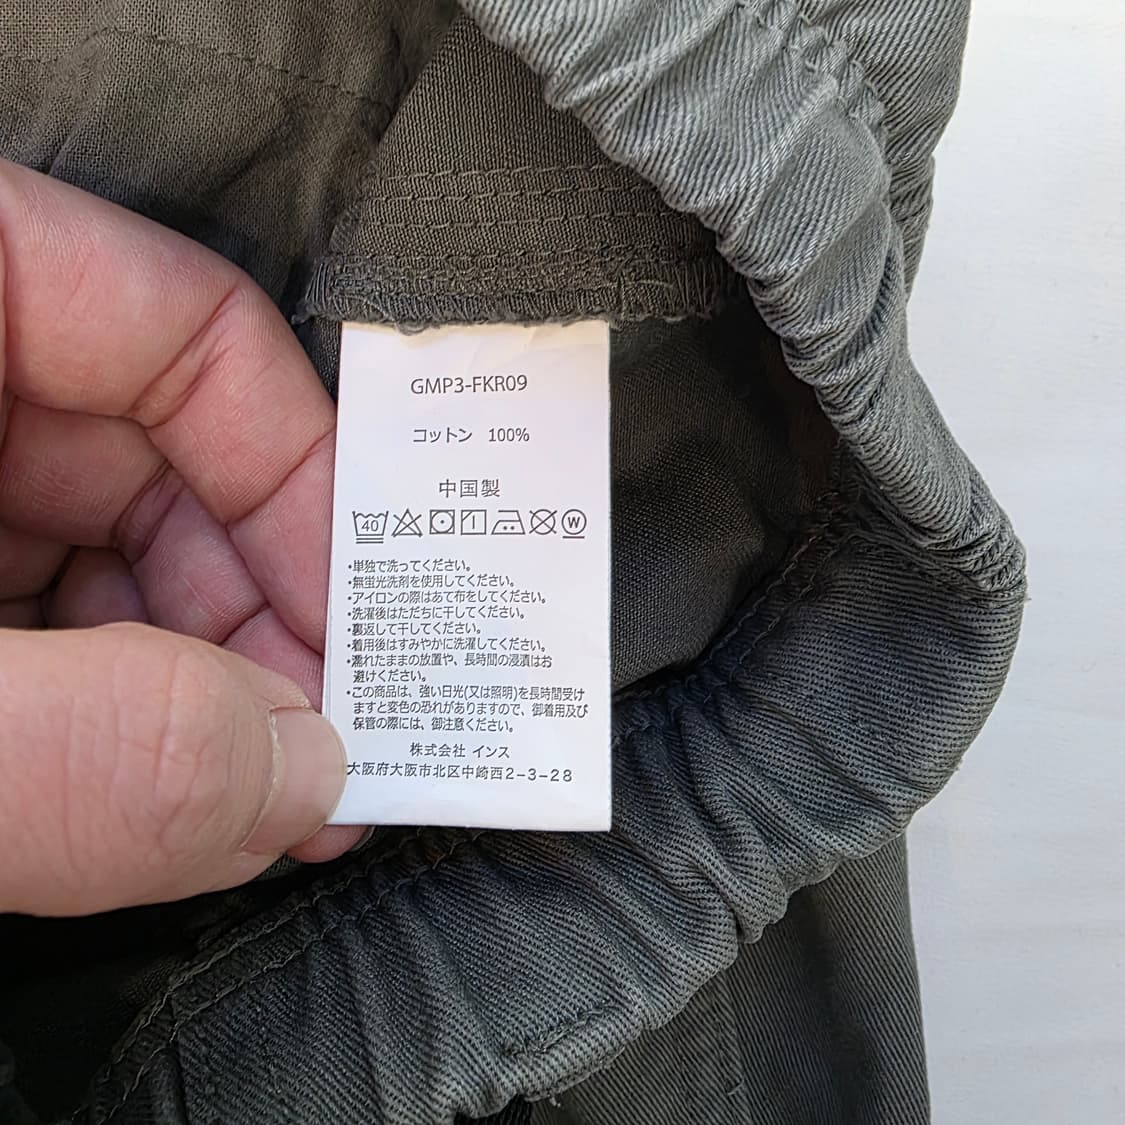 GMP3-FKR09
コットン 100%
中国製
40 W
・単独で洗ってください。
・無蛍光洗剤を使用してください。
・アイロンの際はあて布をしてください。
・洗濯後はただちに干してください。
・裏返して干してください。
・着用後はすみやかに洗濯してください。
・濡れたままの放置や、長時間の浸漬はお
避けください。
・この商品は、強い日光(又は照明)を長時間受け
ますと変色の恐れがありますので、御着用及び
保管の際には、御注意ください。
株式会社 インス
大阪府大阪市北区中崎西2-3-28